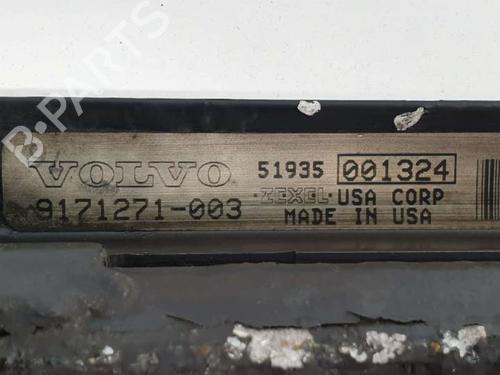 B-PARTS
VOLVO 51935 001324
9171271-003 ZEXEL USA CORP
MADE IN USA